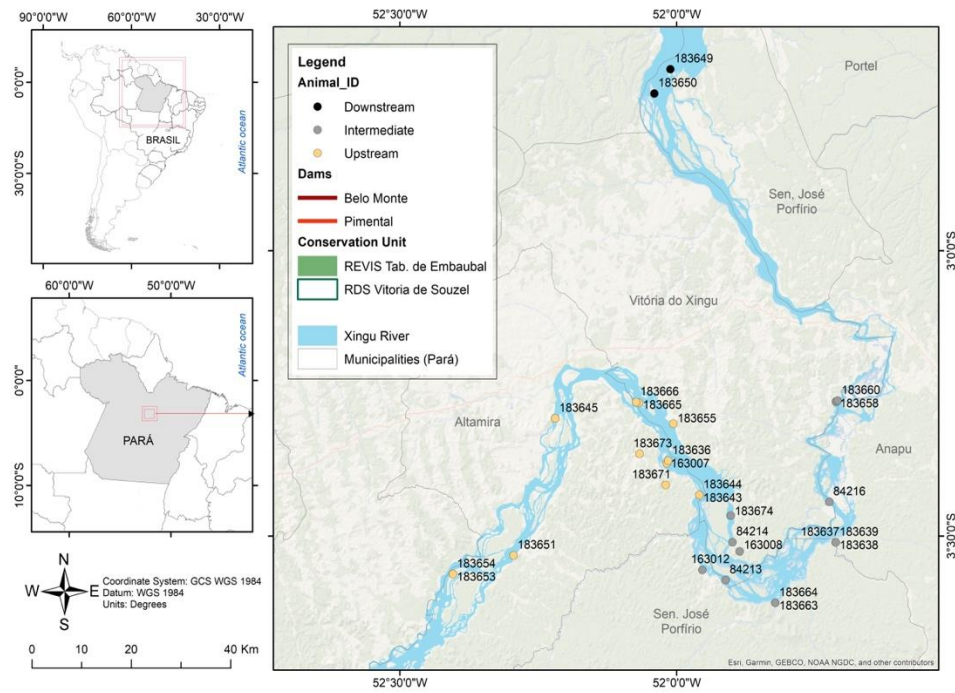 90°0'0"W
60°0'0"W
30°0'0"W
0°0'0"
30°0'0"S
BRASIL
Atlantic ocean
60°0'0"W
50°0'0"W
0°0'0"
10°0'0"S
PARÁ
Atlantic ocean
N
W
E
S
Coordinate System: GCS WGS 1984
Datum: WGS 1984
Units: Degrees
0
10
20
40 Km
52°30'0"W
52°0'0"W
Legend
Animal_ID
Downstream
Intermediate
Upstream
Dams
Belo Monte
Pimental
Conservation Unit
REVIS Tab. de Embaubal
RDS Vitoria de Souzel
Xingu River
Municipalities (Pará)
183649
183650
Portel
Sen, José
Porfírio
3°0'0"S
Vitória do Xingu
183660
183658
Anapu
183666
183665
183645
183655
Altamira
183673
183636
163007
183671
183644
183643
84216
183674
84214
183637
183639
183638
163008
3°30'0"S
183651
183654
183653
163012
84213
183664
183663
Sen. José
Porfírio
Esri, Garmin, GEBCO, NOAA NGDC, and other contributors
52°30'0"W
52°0'0"W